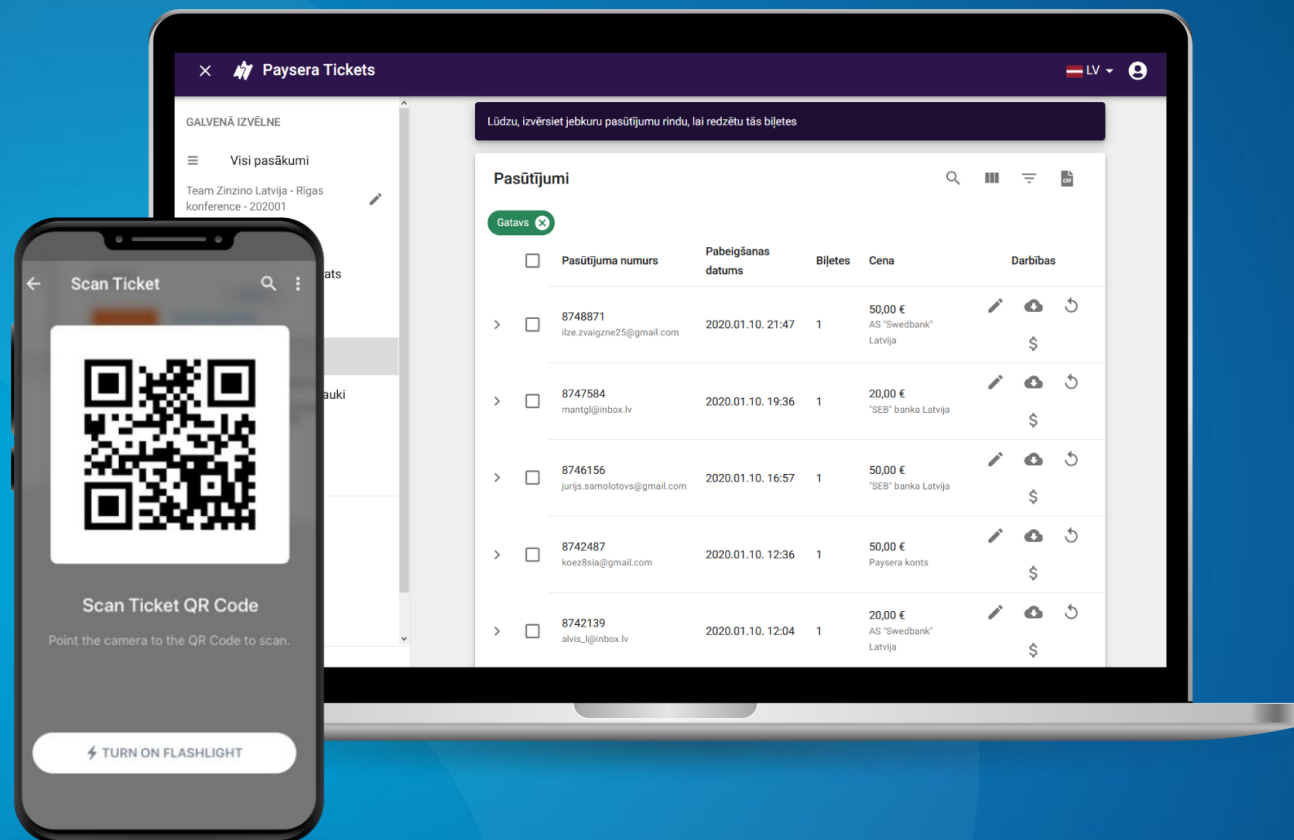 Paysera Tickets
LV
GALVENĀ IZVĒLNE
Visi pasākumi
Team Zinzino Latvija - Rīgas
konference - 202001
ats
auki
Lūdzu, izvērsiet jebkuru pasūtījumu rindu, lai redzētu tās biļetes
Pasūtījumi
CSV
Gatavs
Pasūtījuma numurs
Pabeigšanas
datums
Biļetes
Cena
Darbības
8748871
ilze.zvaigzne25@gmail.com
2020.01.10. 21:47
1
50,00 €
AS "Swedbank"
Latvija
$
8747584
mantgl@inbox.lv
2020.01.10. 19:36
1
20,00 €
"SEB" banka Latvija
$
8746156
jurijs.samolotovs@gmail.com
2020.01.10. 16:57
1
50,00 €
"SEB" banka Latvija
$
8742487
koez8sia@gmail.com
2020.01.10. 12:36
1
50,00 €
Paysera konts
$
8742139
alvis_l@inbox.lv
2020.01.10. 12:04
1
20,00 €
AS "Swedbank"
Latvija
$
Scan Ticket
Scan Ticket QR Code
Point the camera to the QR Code to scan.
TURN ON FLASHLIGHT